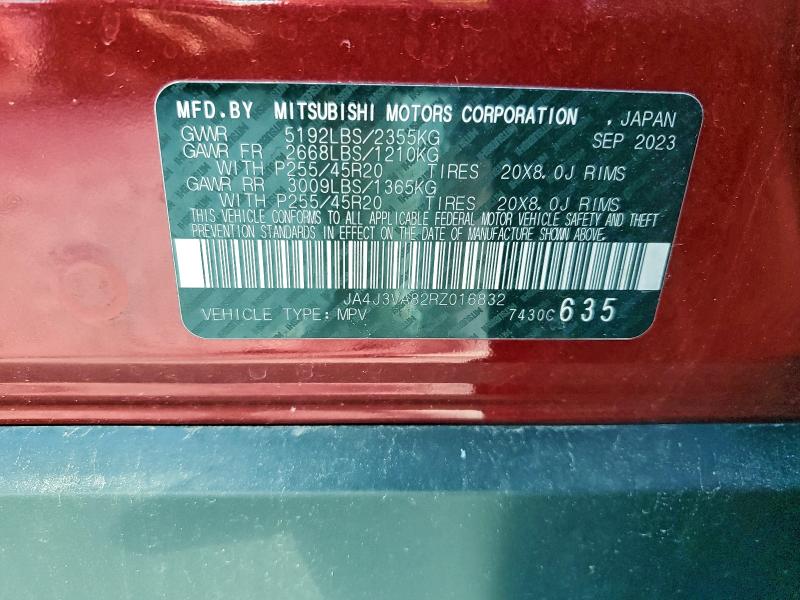 MFD.BY MITSUBISHI MOTORS CORPORATION , JAPAN
GVWR 5192LBS/2355KG SEP 2023
GAWR FR 2668LBS/1210KG
WITH P255/45R20 TIRES 20X8.0J RIMS
GAWR RR 3009LBS/1365KG
WITH P255/45R20 TIRES 20X8.0J RIMS
THIS VEHICLE CONFORMS TO ALL APPLICABLE FEDERAL MOTOR VEHICLE SAFETY AND THEFT
PREVENTION STANDARDS IN EFFECT ON THE DATE OF MANUFACTURE SHOWN ABOVE.
JA4J3VA82RZ016832
VEHICLE TYPE: MPV 7430C 635